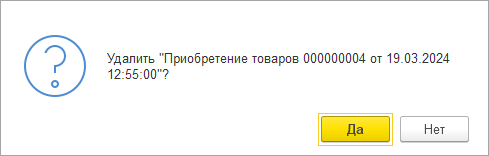 Удалить "Приобретение товаров 000000004 от 19.03.2024
12:55:00"?
Да
Нет